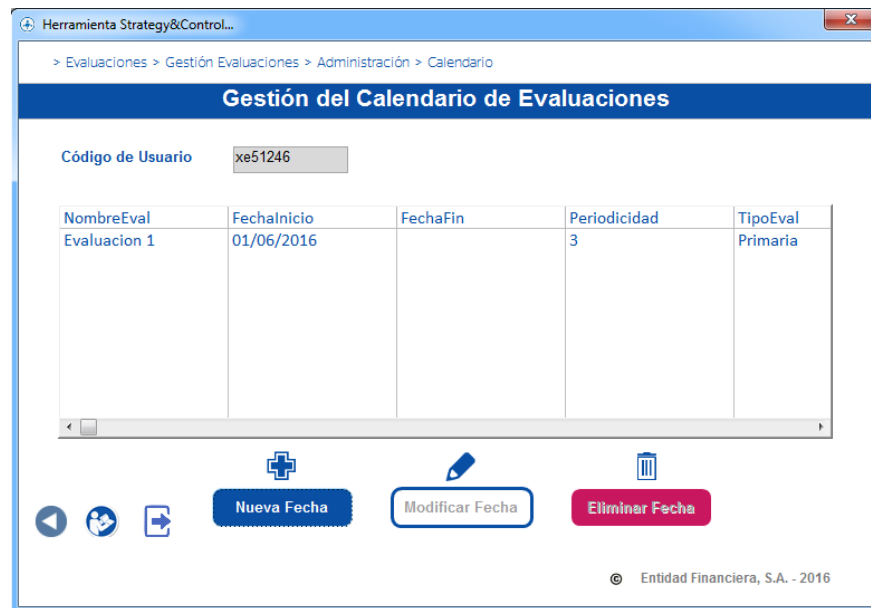 Herramienta Strategy&Control...
> Evaluaciones > Gestión Evaluaciones > Administración > Calendario
Gestión del Calendario de Evaluaciones
Código de Usuario xe51246
NombreEval FechaInicio FechaFin Periodicidad TipoEval
Evaluacion 1 01/06/2016 3 Primaria
Nueva Fecha Modificar Fecha Eliminar Fecha
© Entidad Financiera, S.A. - 2016